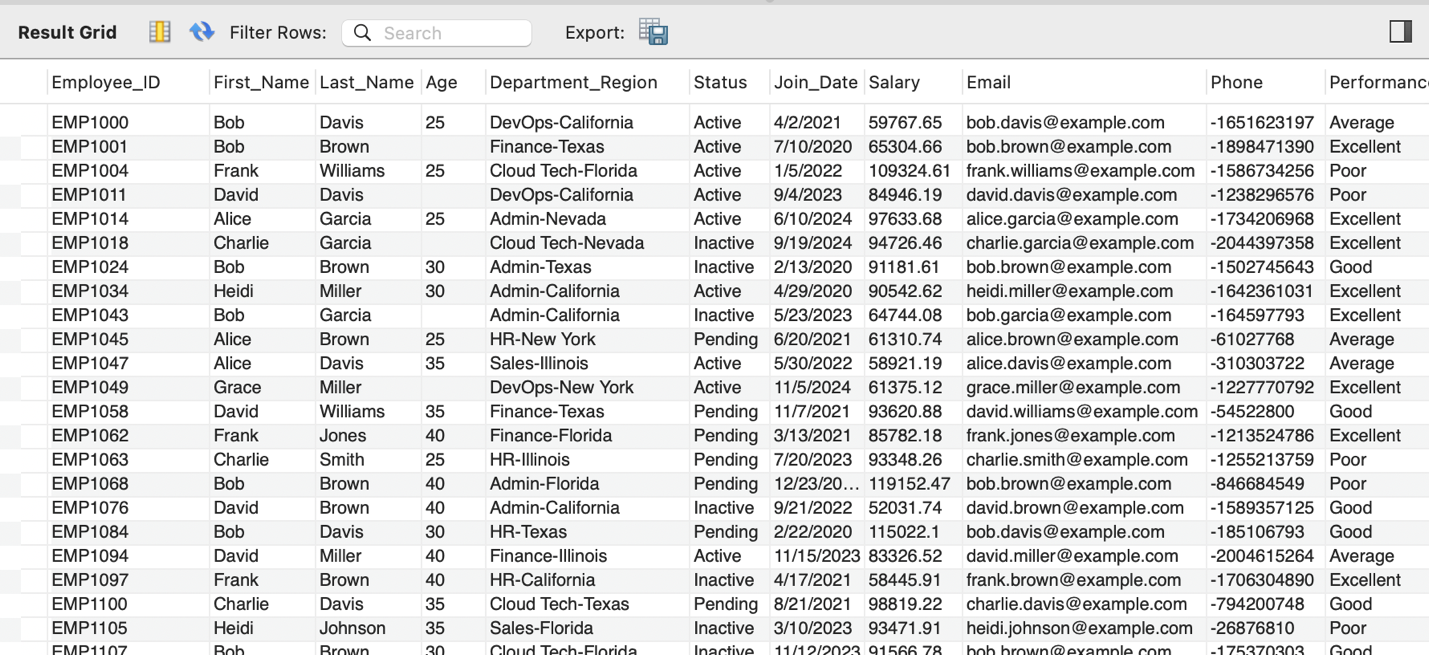 Result Grid Filter Rows: Search Export:
Employee_ID First_Name Last_Name Age Department_Region Status Join_Date Salary Email Phone Performanc
EMP1000 Bob Davis 25 DevOps-California Active 4/2/2021 59767.65 bob.davis@example.com -1651623197 Average
EMP1001 Bob Brown Finance-Texas Active 7/10/2020 65304.66 bob.brown@example.com -1898471390 Excellent
EMP1004 Frank Williams 25 Cloud Tech-Florida Active 1/5/2022 109324.61 frank.williams@example.com -1586734256 Poor
EMP1011 David Davis DevOps-California Active 9/4/2023 84946.19 david.davis@example.com -1238296576 Poor
EMP1014 Alice Garcia 25 Admin-Nevada Active 6/10/2024 97633.68 alice.garcia@example.com -1734206968 Excellent
EMP1018 Charlie Garcia Cloud Tech-Nevada Inactive 9/19/2024 94726.46 charlie.garcia@example.com -2044397358 Excellent
EMP1024 Bob Brown 30 Admin-Texas Inactive 2/13/2020 91181.61 bob.brown@example.com -1502745643 Good
EMP1034 Heidi Miller 30 Admin-California Active 4/29/2020 90542.62 heidi.miller@example.com -1642361031 Excellent
EMP1043 Bob Garcia Admin-California Inactive 5/23/2023 64744.08 bob.garcia@example.com -164597793 Excellent
EMP1045 Alice Brown 25 HR-New York Pending 6/20/2021 61310.74 alice.brown@example.com -61027768 Average
EMP1047 Alice Davis 35 Sales-Illinois Active 5/30/2022 58921.19 alice.davis@example.com -310303722 Average
EMP1049 Grace Miller DevOps-New York Active 11/5/2024 61375.12 grace.miller@example.com -1227770792 Excellent
EMP1058 David Williams 35 Finance-Texas Pending 11/7/2021 93620.88 david.williams@example.com -54522800 Good
EMP1062 Frank Jones 40 Finance-Florida Pending 3/13/2021 85782.18 frank.jones@example.com -1213524786 Excellent
EMP1063 Charlie Smith 25 HR-Illinois Pending 7/20/2023 93348.26 charlie.smith@example.com -1255213759 Poor
EMP1068 Bob Brown 40 Admin-Florida Pending 12/23/20... 119152.47 bob.brown@example.com -846684549 Poor
EMP1076 David Brown 40 Admin-California Inactive 9/21/2022 52031.74 david.brown@example.com -1589357125 Good
EMP1084 Bob Davis 30 HR-Texas Pending 2/22/2020 115022.1 bob.davis@example.com -185106793 Good
EMP1094 David Miller 40 Finance-Illinois Active 11/15/2023 83326.52 david.miller@example.com -2004615264 Average
EMP1097 Frank Brown 40 HR-California Inactive 4/17/2021 58445.91 frank.brown@example.com -1706304890 Excellent
EMP1100 Charlie Davis 35 Cloud Tech-Texas Pending 8/21/2021 98819.22 charlie.davis@example.com -794200748 Good
EMP1105 Heidi Johnson 35 Sales-Florida Inactive 3/10/2023 93471.91 heidi.johnson@example.com -26876810 Poor
EMP1107 Bob Brown 30 Cloud Tech-Florida Inactive 11/12/2023 91566.78 bob.brown@example.com -175370303 Good